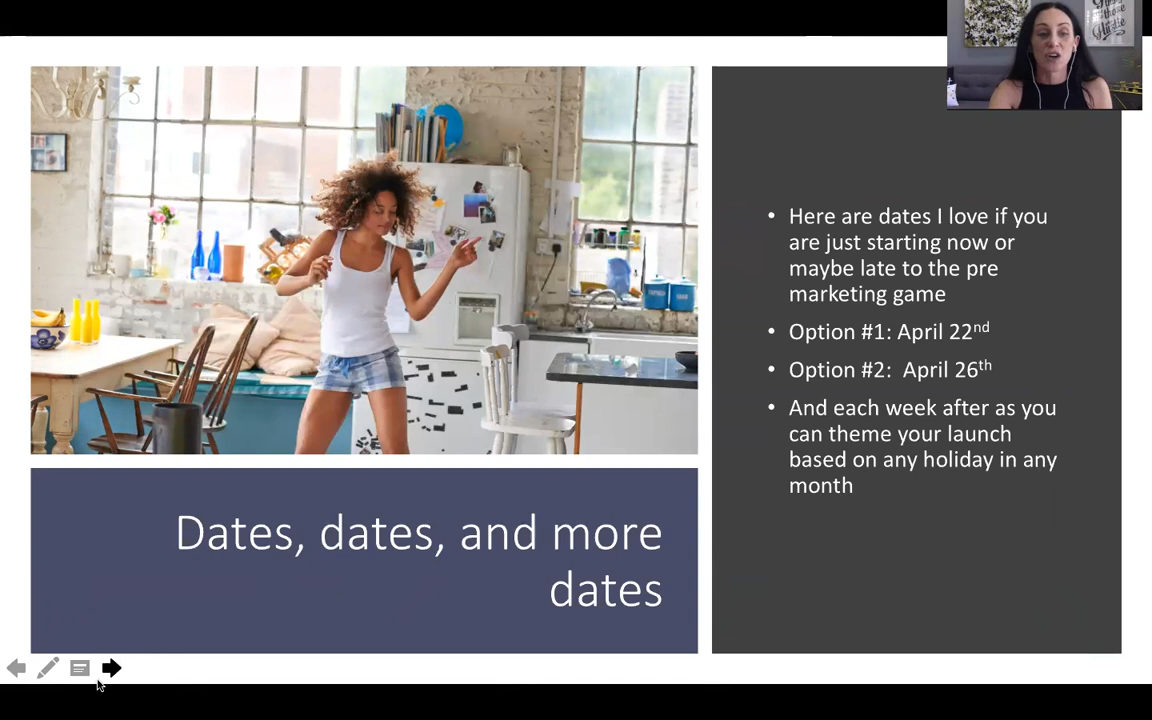 Here are dates I love if you
are just starting now or
maybe late to the pre
marketing game
Option #1: April 22nd
Option #2:  April 26th
And each week after as you
can theme your launch
based on any holiday in any
month
Dates, dates, and more
dates